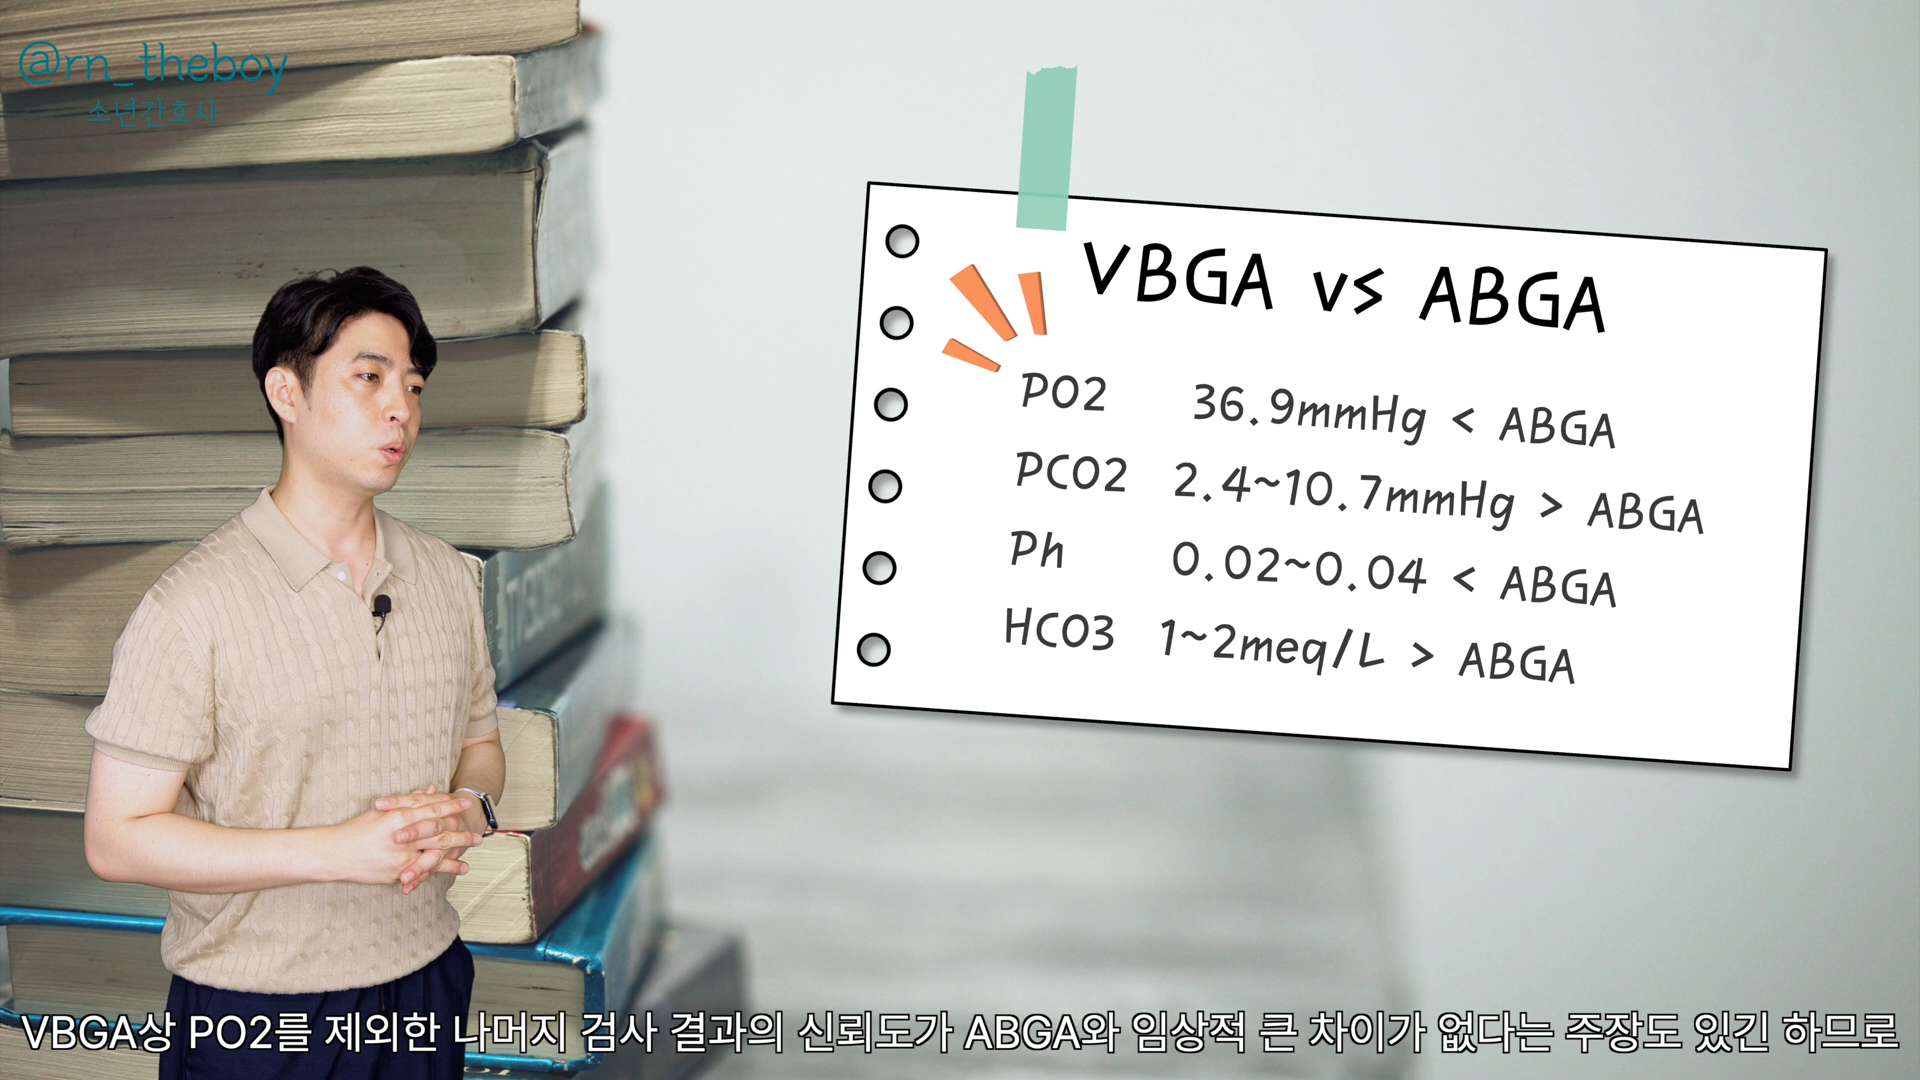 @rn_theboy
소년간호사
VBGA vs ABGA
PO2 36.9mmHg < ABGA
PCO2 2.4~10.7mmHg > ABGA
Ph 0.02~0.04 < ABGA
HCO3 1~2meq/L > ABGA
VBGA상 PO2를 제외한 나머지 검사 결과의 신뢰도가 ABGA와 임상적 큰 차이가 없다는 주장도 있긴 하므로